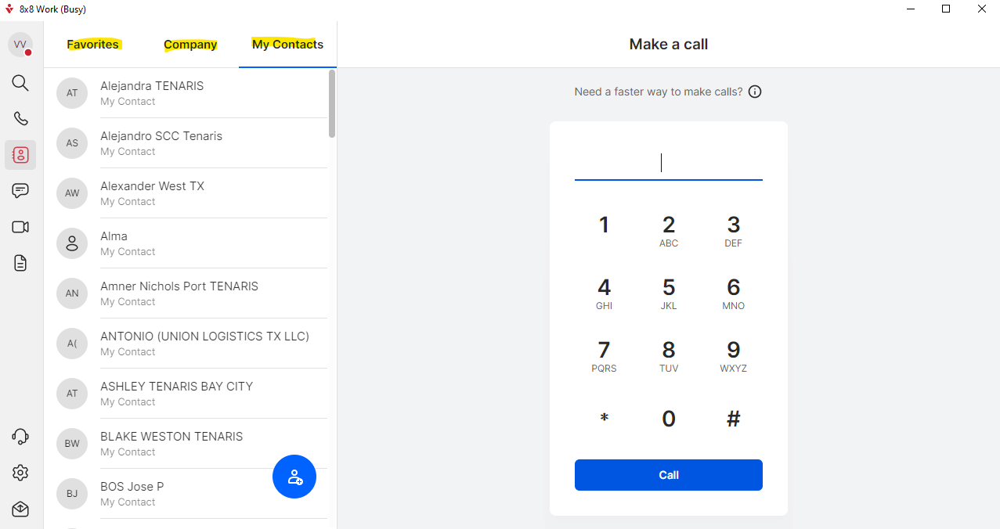 8x8 Work (Busy)
VV
Favorites
Company
My Contacts
AT
Alejandra TENARIS
My Contact
AS
Alejandro SCC Tenaris
My Contact
AW
Alexander West TX
My Contact
Alma
My Contact
AN
Amner Nichols Port TENARIS
My Contact
A(
ANTONIO (UNION LOGISTICS TX LLC)
My Contact
AT
ASHLEY TENARIS BAY CITY
My Contact
BW
BLAKE WESTON TENARIS
My Contact
BJ
BOS Jose P
My Contact
Make a call
Need a faster way to make calls?
1
2
3
ABC
DEF
4
5
6
GHI
JKL
MNO
7
8
9
PQRS
TUV
WXYZ
*
0
#
Call